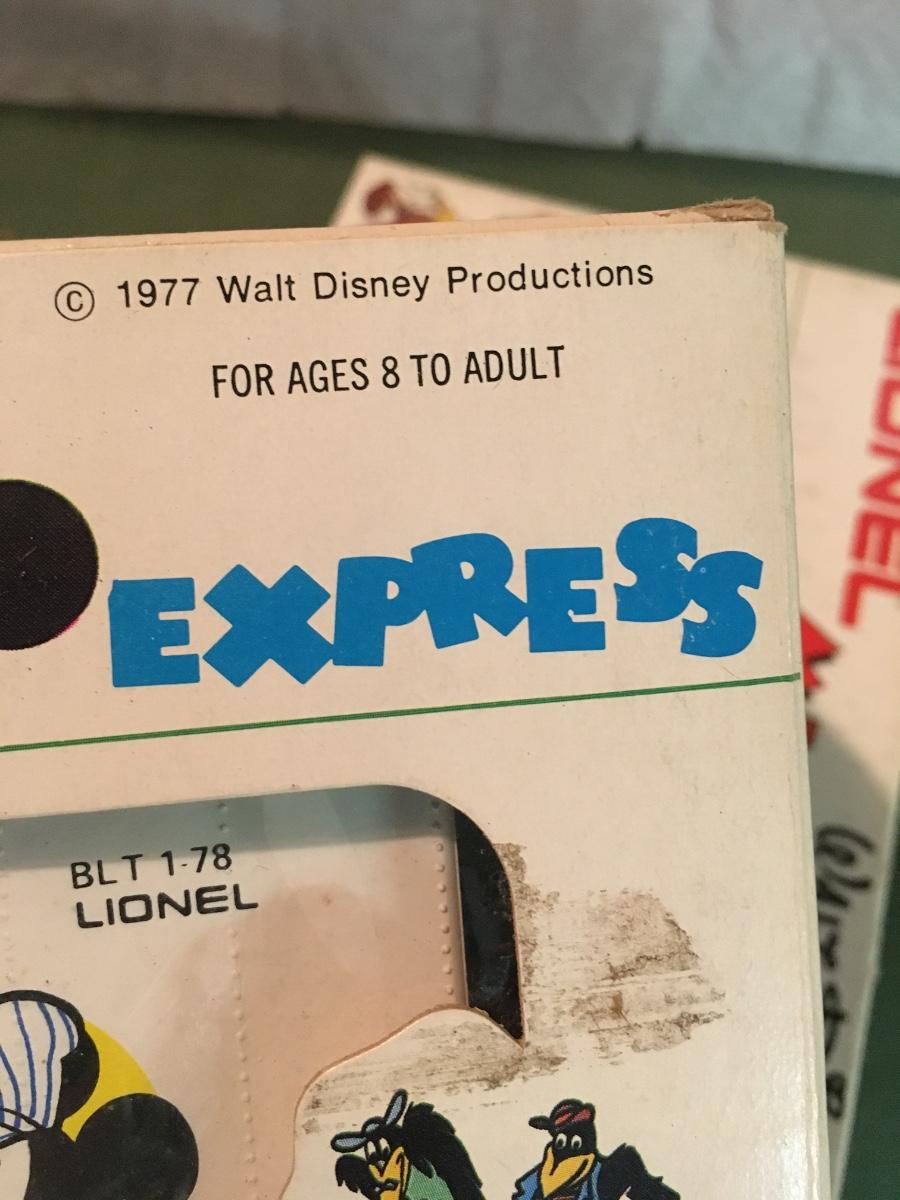 © 1977 Walt Disney Productions
FOR AGES 8 TO ADULT
EXPRESS
BLT 1-78
LIONEL
LIONEL